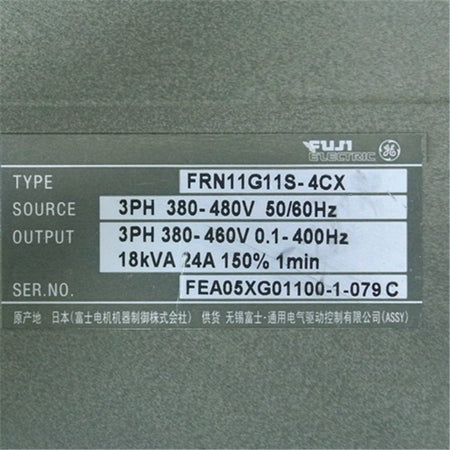 FUJI
ELECTRIC GE
TYPE FRN11G11S-4CX
SOURCE 3PH 380-480V 50/60Hz
OUTPUT 3PH 380-460V 0.1-400Hz
18kVA 24A 150% 1min
SER.NO. FEA05XG01100-1-079 C
原产地 日本(富士电机机器制御株式会社) 供货 无锡富士·通用电气驱动控制有限公司(ASSY)